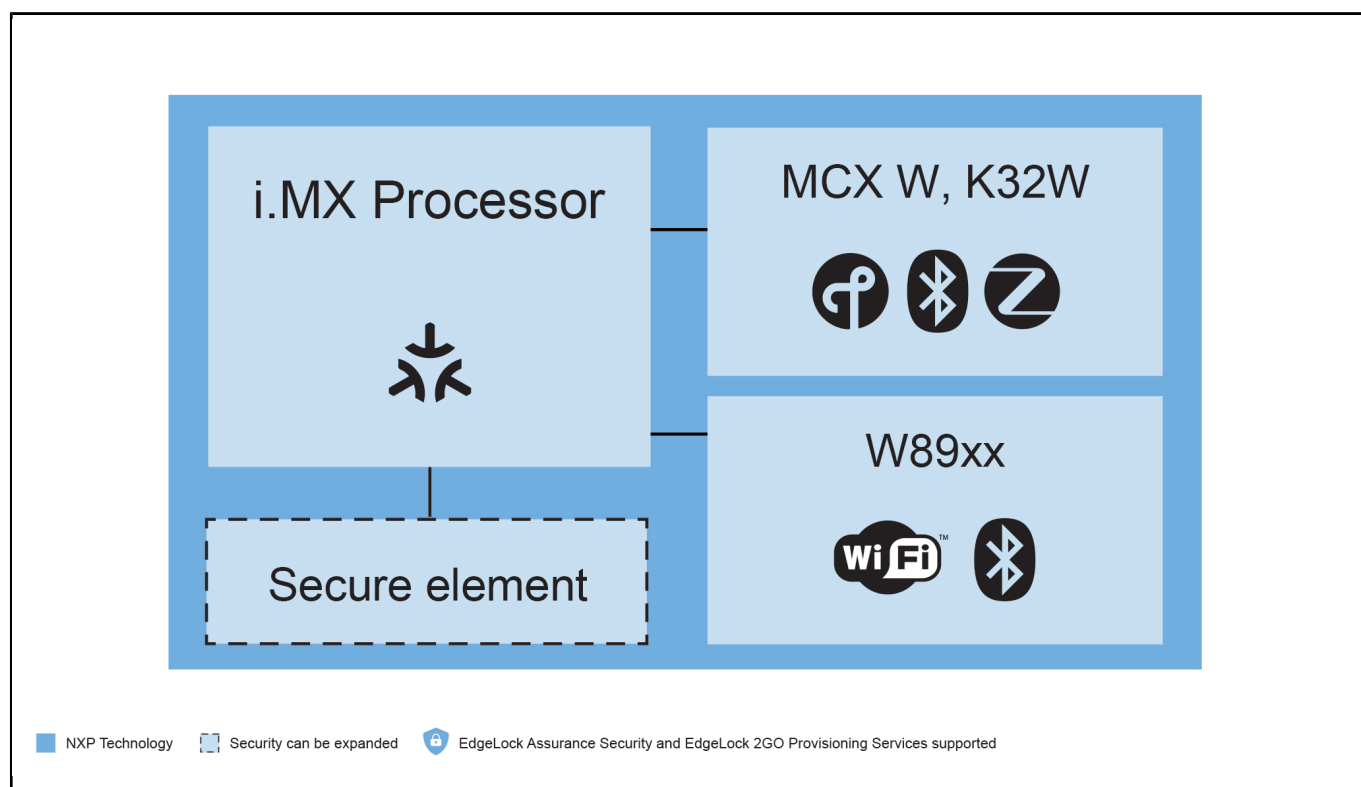 i.MX Processor
MCX W, K32W
W89xx
Wi Fi ™
Secure element
NXP Technology
Security can be expanded
EdgeLock Assurance Security and EdgeLock 2GO Provisioning Services supported